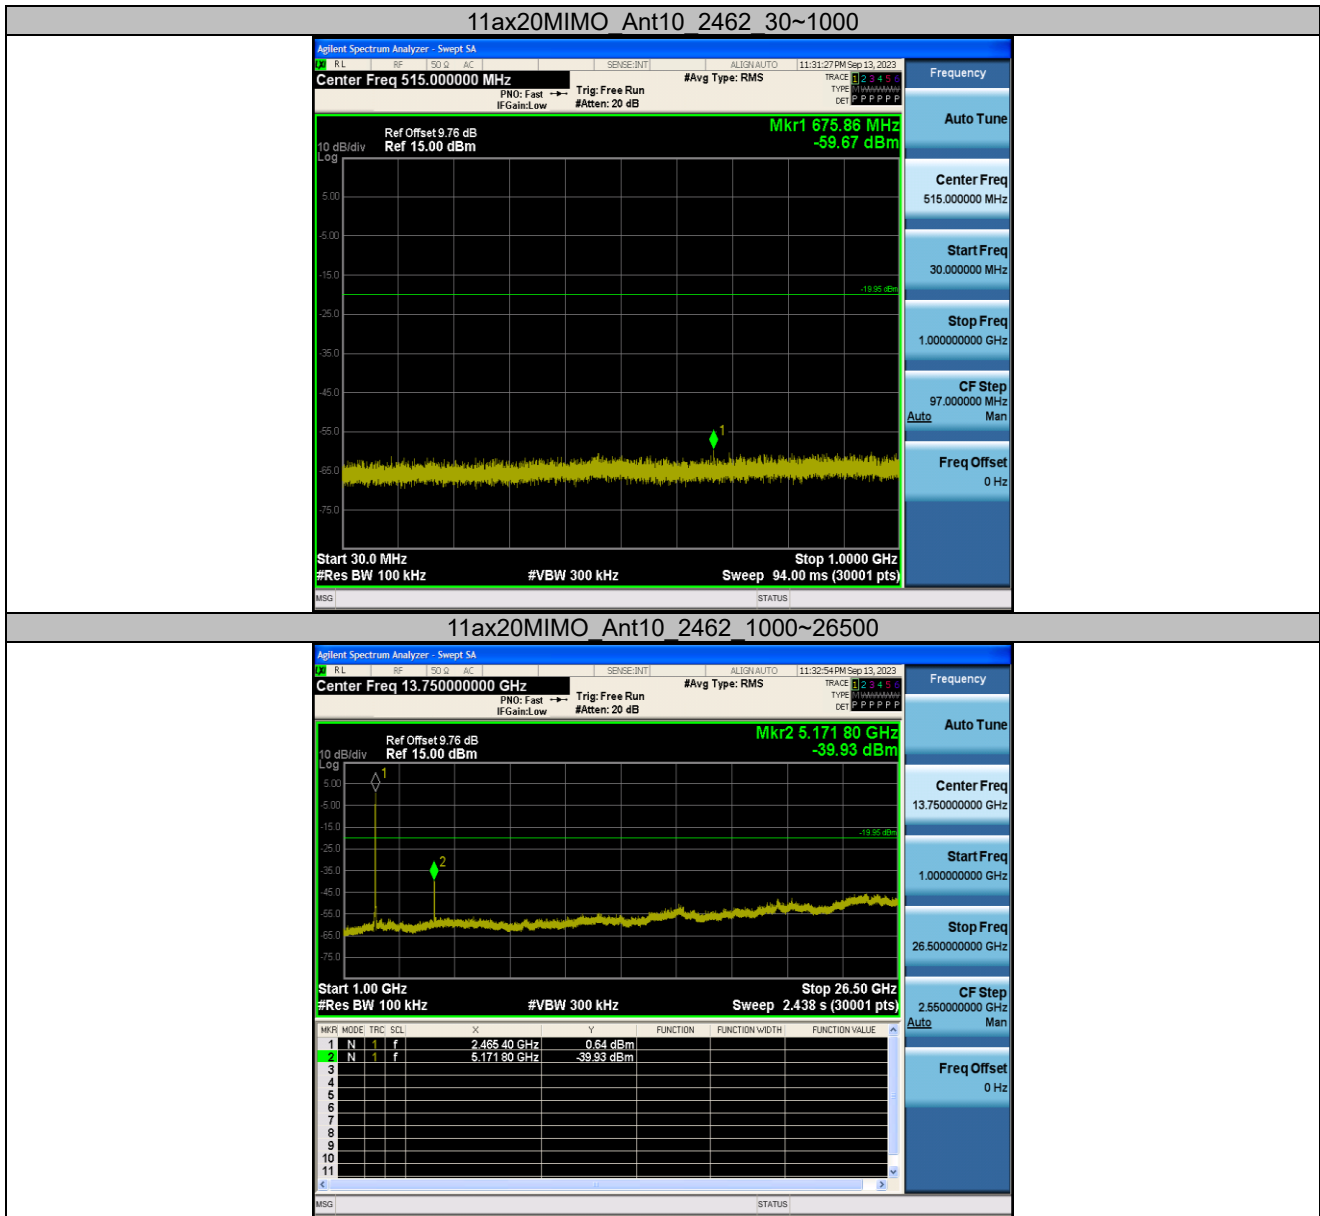 11ax20MIMO_Ant10_2462_30~1000
Agilent Spectrum Analyzer - Swept SA
RL RF 50 Ω AC SENSE:INT ALIGN AUTO 11:31:27 PM Sep 13, 2023
Center Freq 515.000000 MHz #Avg Type: RMS TRACE 1 2 3 4 5 6
PNO: Fast Trig: Free Run TYPE M
IFGain:Low #Atten: 20 dB DET P P P P P P
Frequency
Auto Tune
Center Freq
515.000000 MHz
Start Freq
30.000000 MHz
Stop Freq
1.000000000 GHz
CF Step
97.000000 MHz
Auto Man
Freq Offset
0 Hz
Mkr1 675.86 MHz
-59.67 dBm
Ref Offset 9.76 dB
10 dB/div Ref 15.00 dBm
Log
5.00
-5.00
-15.0
-19.95 dBm
-25.0
-35.0
-45.0
-55.0
1
-65.0
-75.0
Start 30.0 MHz Stop 1.0000 GHz
#Res BW 100 kHz #VBW 300 kHz Sweep 94.00 ms (30001 pts)
MSG STATUS
11ax20MIMO_Ant10_2462_1000~26500
Agilent Spectrum Analyzer - Swept SA
RL RF 50 Ω AC SENSE:INT ALIGN AUTO 11:32:54 PM Sep 13, 2023
Center Freq 13.750000000 GHz #Avg Type: RMS TRACE 1 2 3 4 5 6
PNO: Fast Trig: Free Run TYPE M
IFGain:Low #Atten: 20 dB DET P P P P P P
Frequency
Auto Tune
Center Freq
13.750000000 GHz
Start Freq
1.000000000 GHz
Stop Freq
26.500000000 GHz
CF Step
2.550000000 GHz
Auto Man
Freq Offset
0 Hz
Mkr2 5.171 80 GHz
-39.93 dBm
Ref Offset 9.76 dB
10 dB/div Ref 15.00 dBm
Log
1
5.00
-5.00
-15.0
-19.95 dBm
-25.0
2
-35.0
-45.0
-55.0
-65.0
-75.0
Start 1.00 GHz Stop 26.50 GHz
#Res BW 100 kHz #VBW 300 kHz Sweep 2.438 s (30001 pts)
MKR MODE TRC SCL X Y FUNCTION FUNCTION WIDTH FUNCTION VALUE
1 N 1 f 2.465 40 GHz 0.64 dBm
2 N 1 f 5.171 80 GHz -39.93 dBm
3
4
5
6
7
8
9
10
11
MSG STATUS